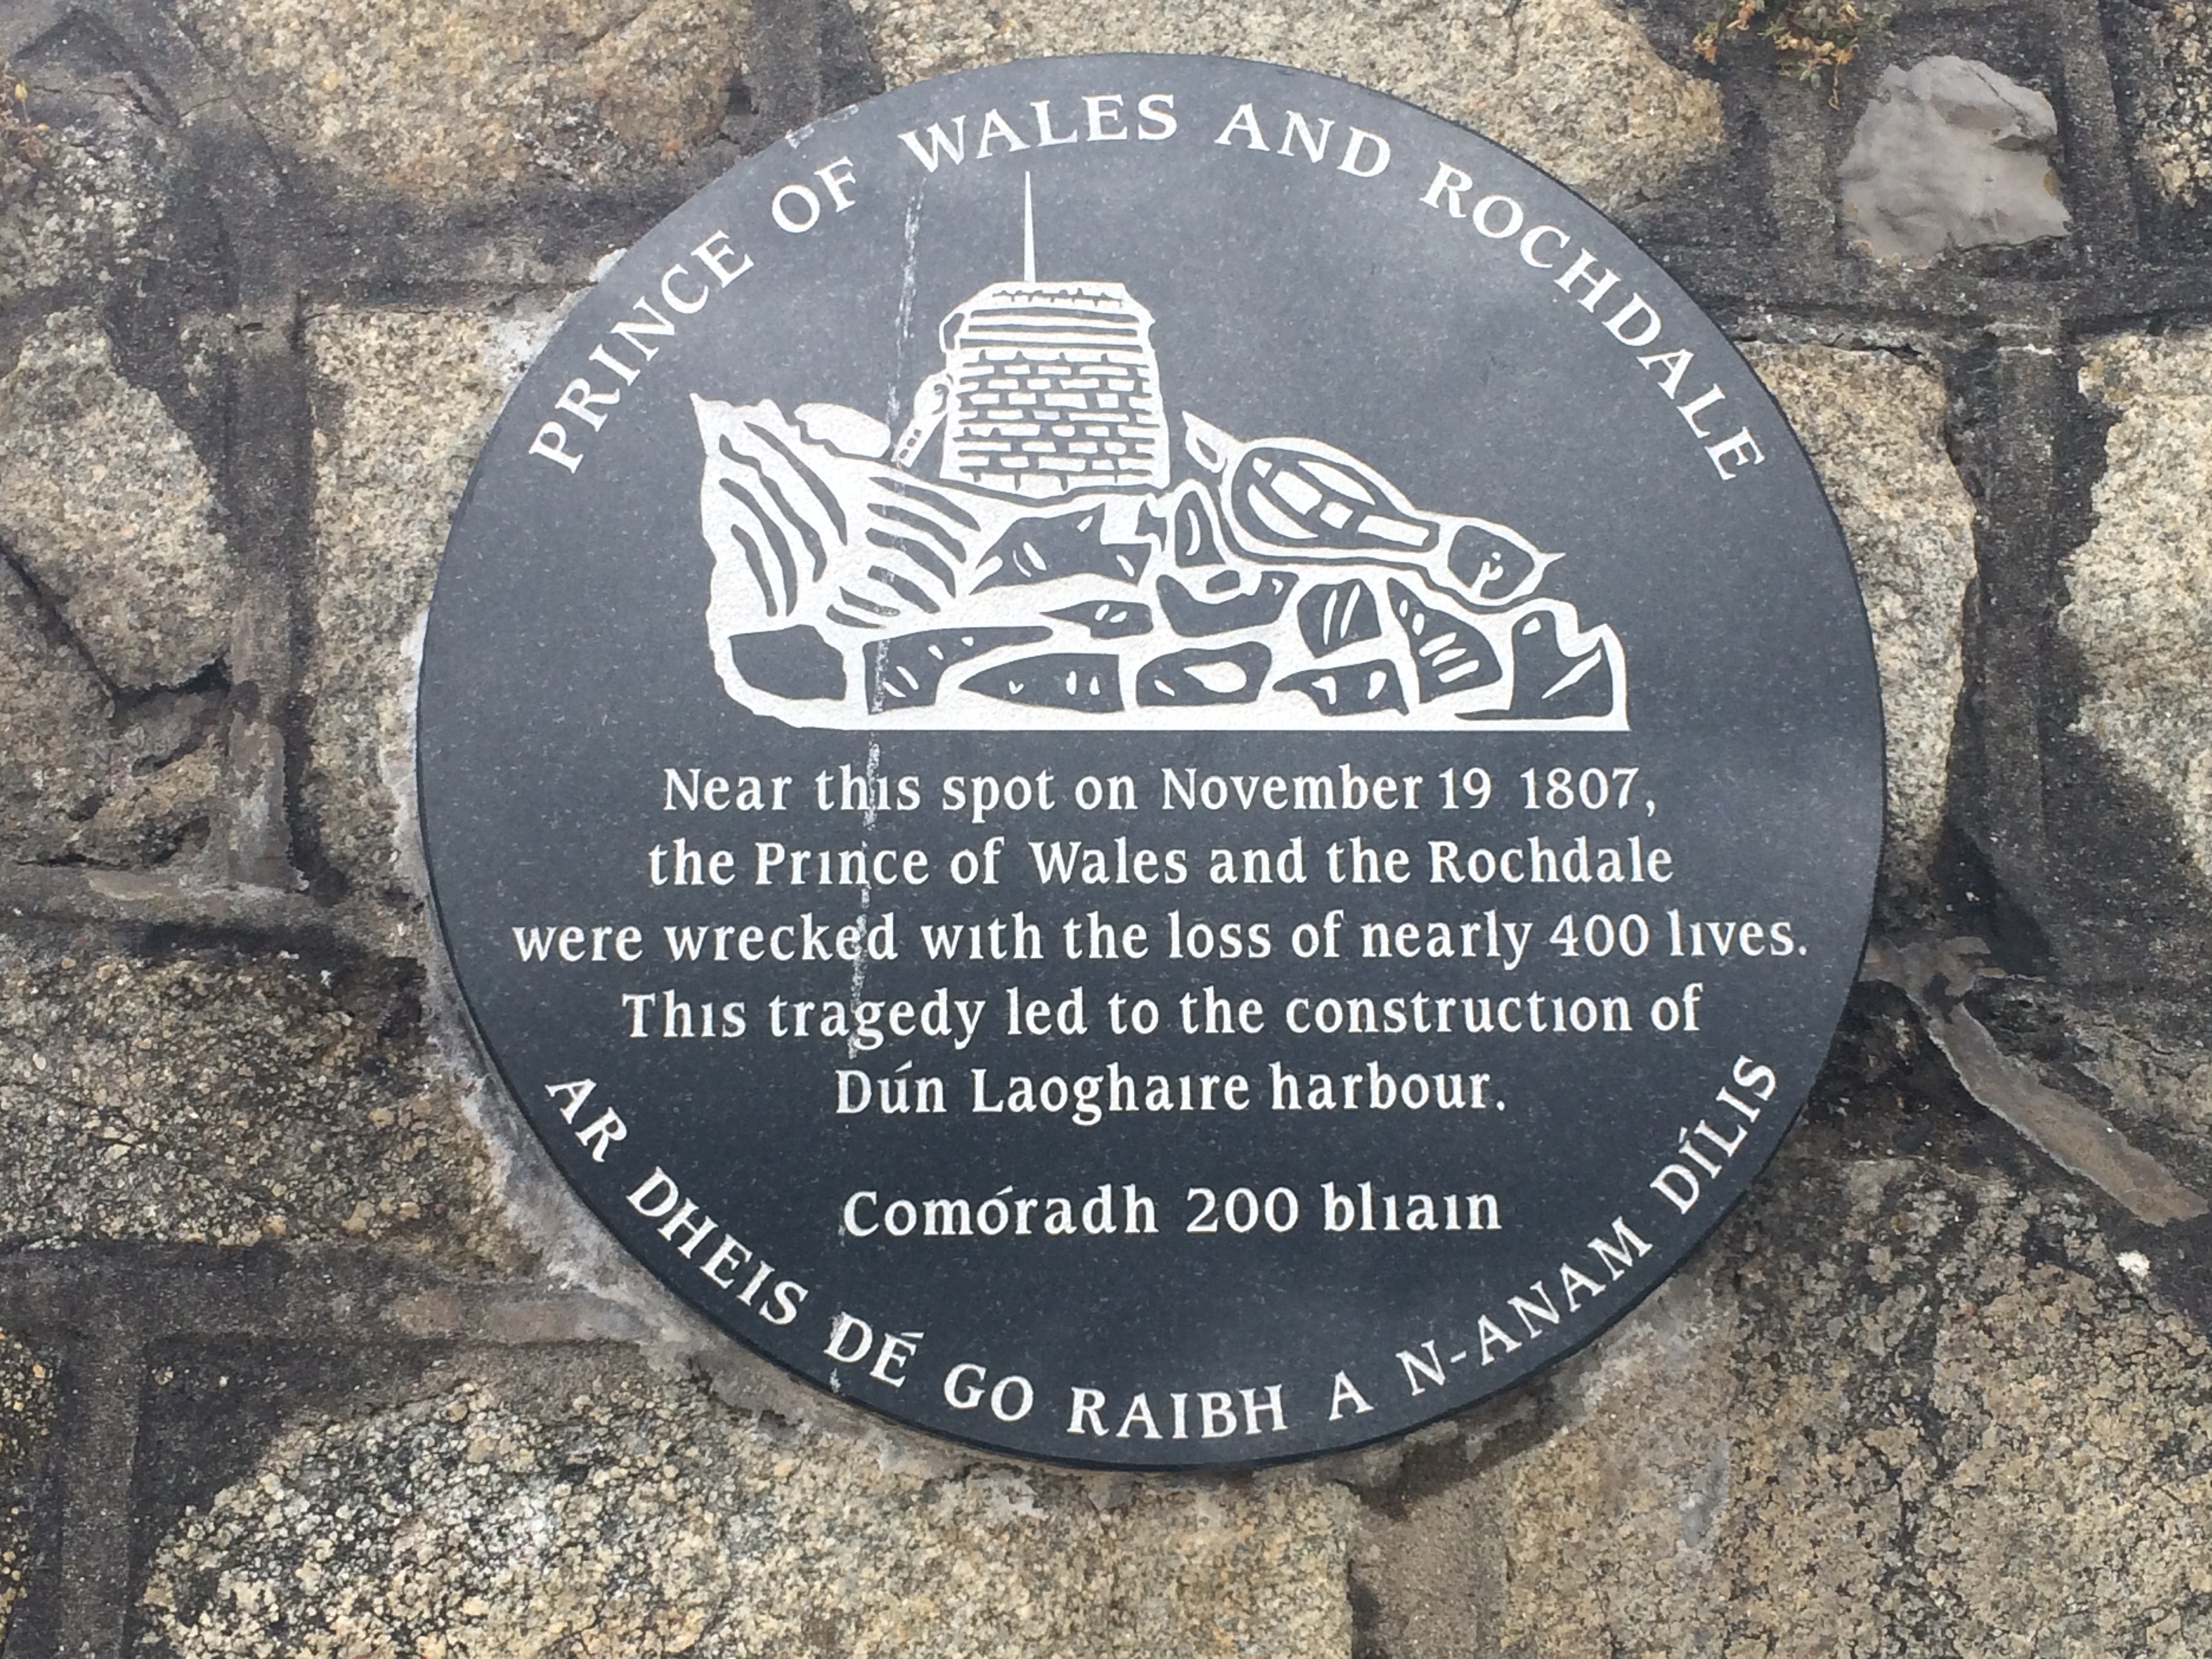 PRINCE OF WALES AND ROCHDALE
Near this spot on November 19 1807,
the Prince of Wales and the Rochdale
were wrecked with the loss of nearly 400 lives.
This tragedy led to the construction of
Dún Laoghaire harbour.
Comóradh 200 bliain
AR DHEIS DÉ GO RAIBH A N-ANAM DÍLIS